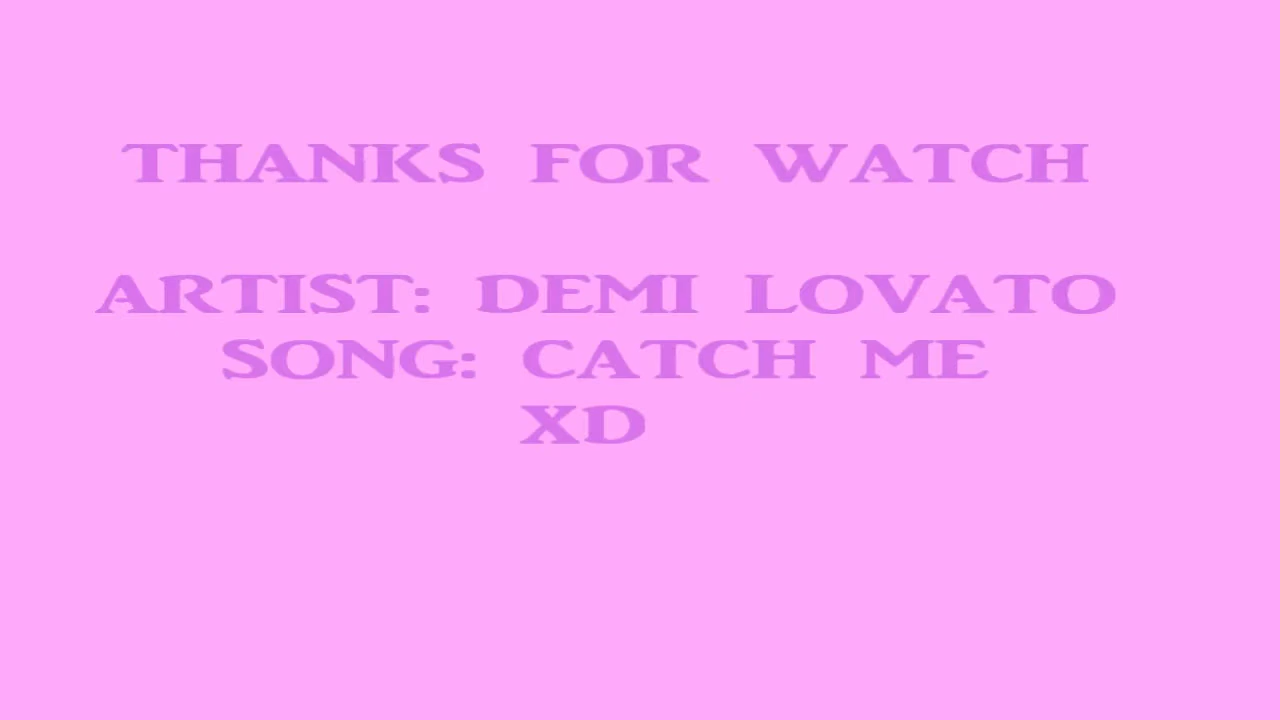 THANKS FOR WATCH
ARTIST: DEMI LOVATO
SONG: CATCH ME
XD